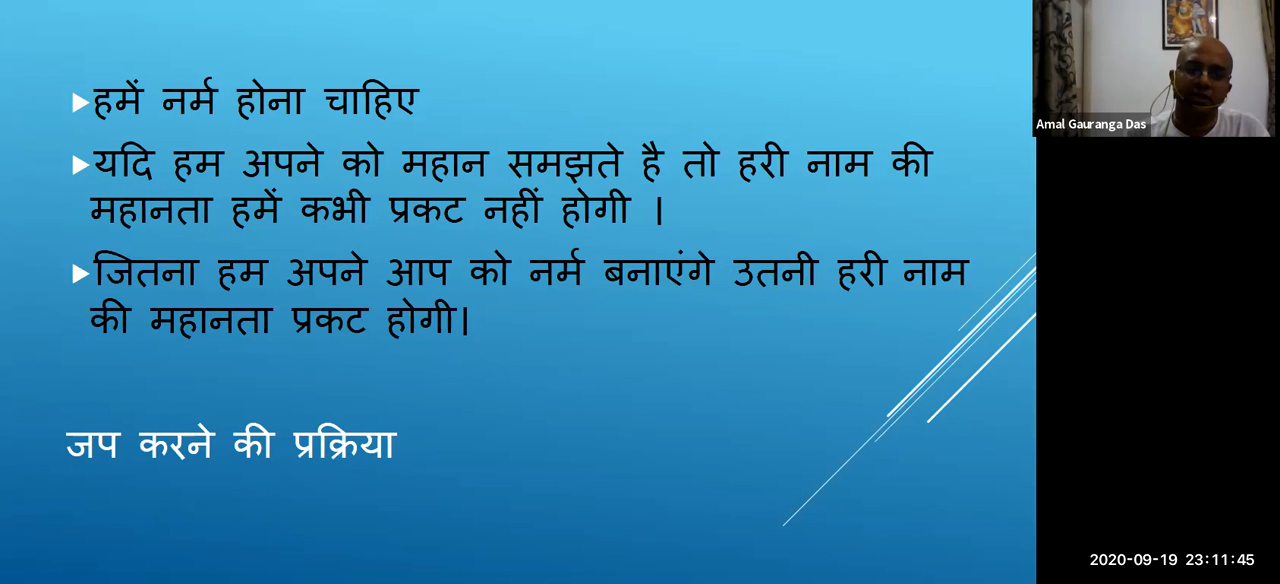 हमें नर्म होना चाहिए
यदि हम अपने को महान समझते है तो हरी नाम की
महानता हमें कभी प्रकट नहीं होगी ।
जितना हम अपने आप को नर्म बनाएंगे उतनी हरी नाम
की महानता प्रकट होगी।
जप करने की प्रक्रिया
Amal Gauranga Das
2020-09-19 23:11:45